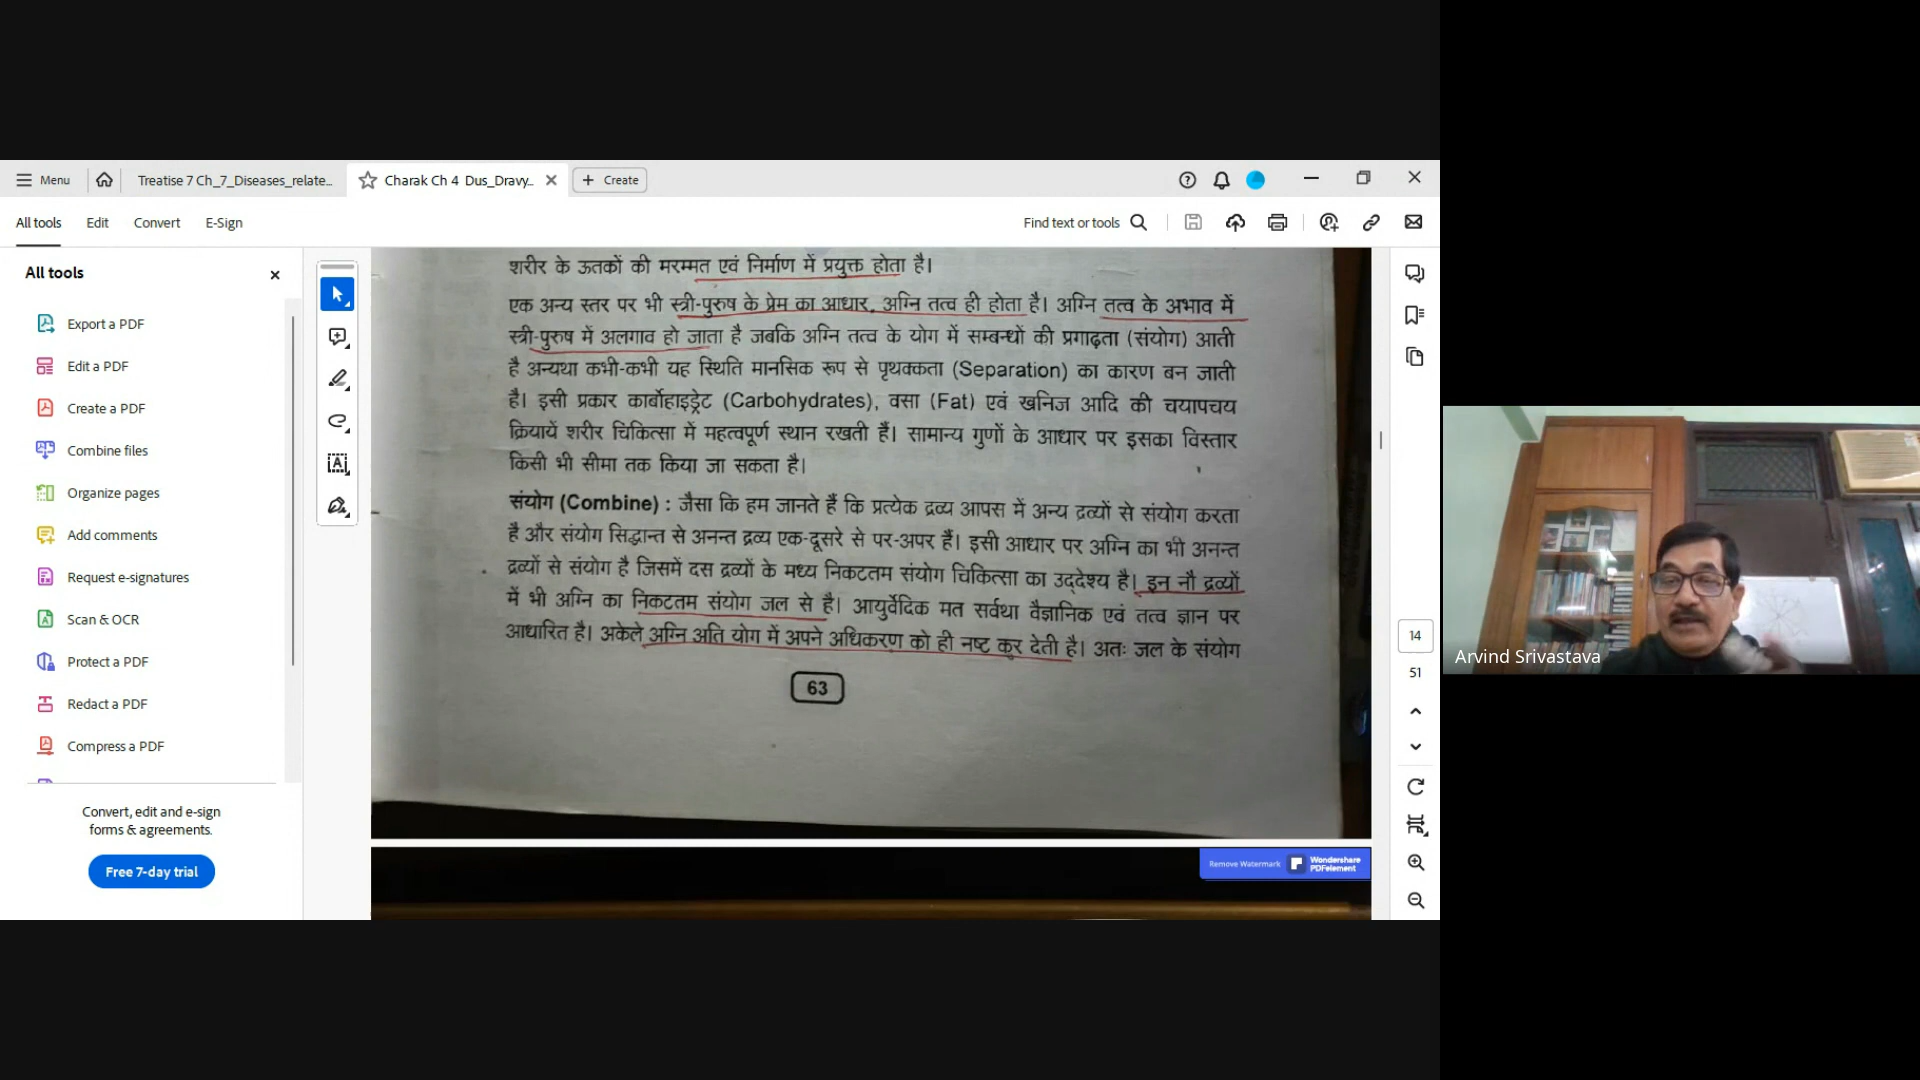 Menu
Treatise 7 Ch_7_Diseases_relate...
Charak Ch 4 Dus_Dravy...
Create
All tools
Edit
Convert
E-Sign
Find text or tools
All tools
Export a PDF
Edit a PDF
Create a PDF
Combine files
Organize pages
Add comments
Request e-signatures
Scan & OCR
Protect a PDF
Redact a PDF
Compress a PDF
Convert, edit and e-sign
forms & agreements.
Free 7-day trial
शरीर के ऊतकों की मरम्मत एवं निर्माण में प्रयुक्त होता है।
एक अन्य स्तर पर भी स्त्री-पुरुष के प्रेम का आधार, अग्नि तत्व ही होता है। अग्नि तत्व के अभाव में
स्त्री-पुरुष में अलगाव हो जाता है जबकि अग्नि तत्व के योग में सम्बन्धों की प्रगाढ़ता (संयोग) आती
है अन्यथा कभी-कभी यह स्थिति मानसिक रूप से पृथक्कता (Separation) का कारण बन जाती
है। इसी प्रकार कार्बोहाइड्रेट (Carbohydrates), वसा (Fat) एवं खनिज आदि की चयापचय
क्रियायें शरीर चिकित्सा में महत्वपूर्ण स्थान रखती हैं। सामान्य गुणों के आधार पर इसका विस्तार
किसी भी सीमा तक किया जा सकता है।
संयोग (Combine) : जैसा कि हम जानते हैं कि प्रत्येक द्रव्य आपस में अन्य द्रव्यों से संयोग करता
है और संयोग सिद्धान्त से अनन्त द्रव्य एक-दूसरे से पर-अपर हैं। इसी आधार पर अग्नि का भी अनन्त
द्रव्यों से संयोग है जिसमें दस द्रव्यों के मध्य निकटतम संयोग चिकित्सा का उद्देश्य है। इन नौ द्रव्यों
में भी अग्नि का निकटतम संयोग जल से है। आयुर्वेदिक मत सर्वथा वैज्ञानिक एवं तत्व ज्ञान पर
आधारित है। अकेले अग्नि अति योग में अपने अधिकरण को ही नष्ट कर देती है। अतः जल के संयोग
63
Remove Watermark
Wondershare
PDFelement
14
51
Arvind Srivastava